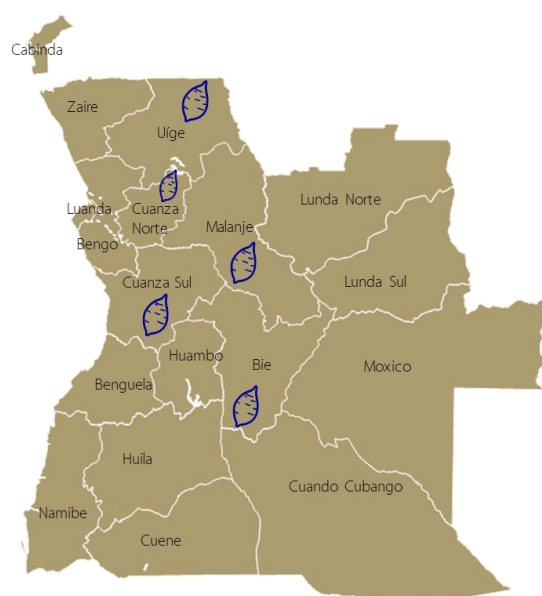 Cabinda
Zaire
Uíge
Luanda
Cuanza
Norte
Bengo
Malanje
Lunda Norte
Cuanza Sul
Lunda Sul
Huambo
Bie
Moxico
Benguela
Huila
Cuando Cubango
Namibe
Cuene